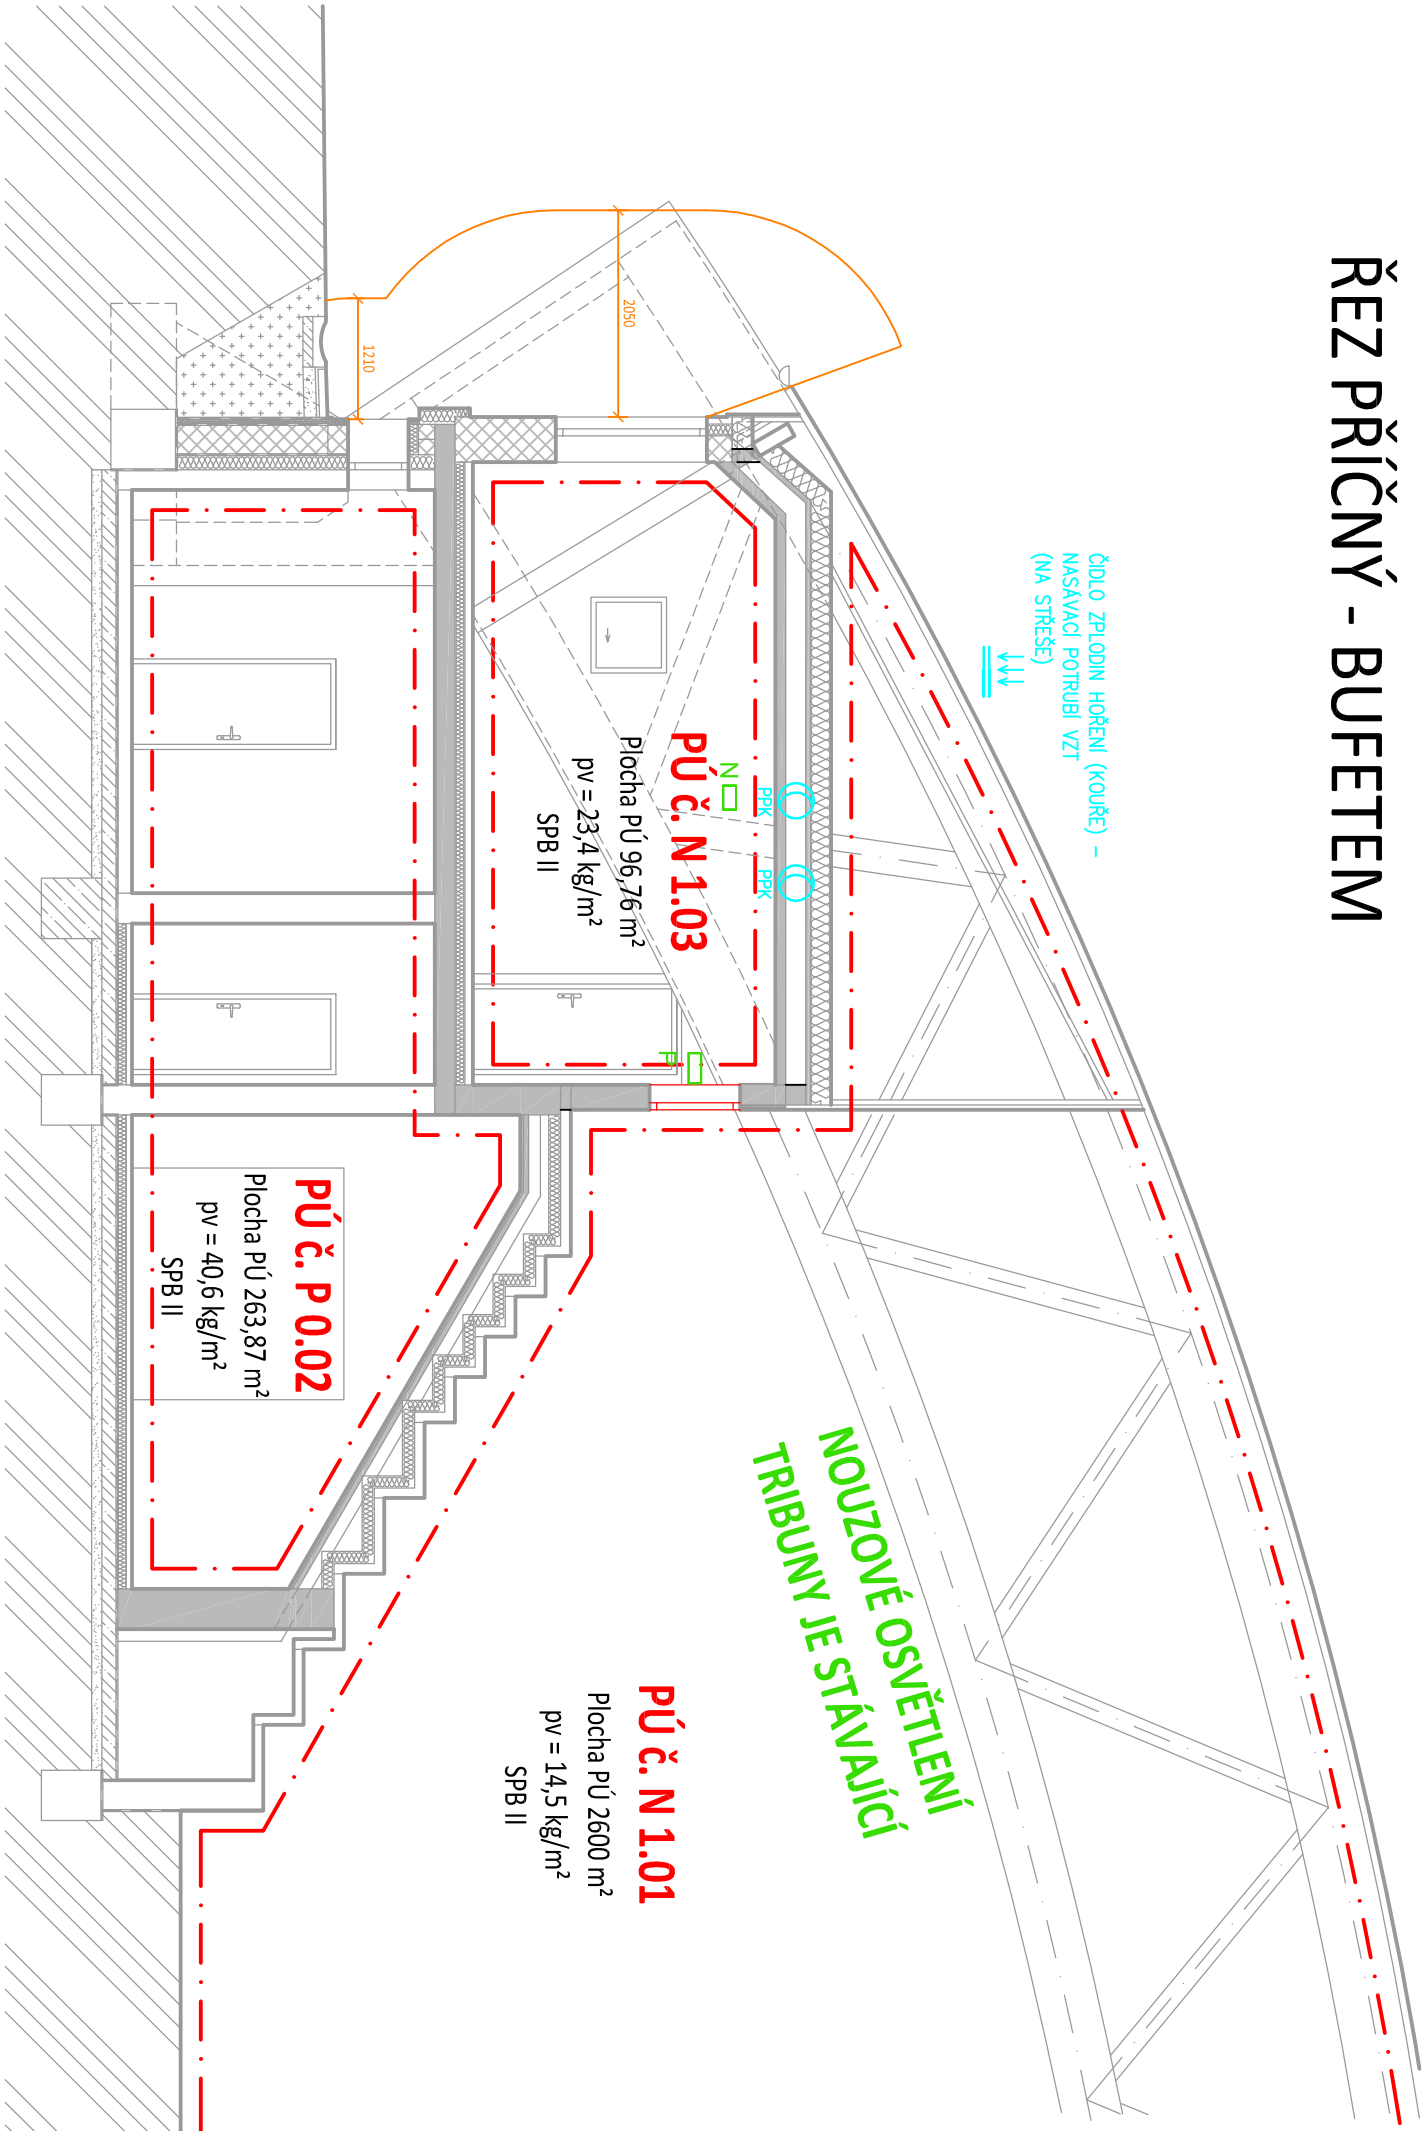 ŘEZ PŘÍČNÝ - BUFETEM
ČIDLO ZPLODIN HOŘENÍ (KOUŘE) –
NASÁVACÍ POTRUBÍ VZT
(NA STŘEŠE)
2050
1210
PPK
PPK
N
PÚ č. N 1.03
Plocha PÚ 96,76 m²
pv = 23,4 kg/m²
SPB II
P
PÚ č. P 0.02
Plocha PÚ 263,87 m²
pv = 40,6 kg/m²
SPB II
NOUZOVÉ OSVĚTLENÍ
TRIBUNY JE STÁVAJÍCÍ
PÚ č. N 1.01
Plocha PÚ 2600 m²
pv = 14,5 kg/m²
SPB II